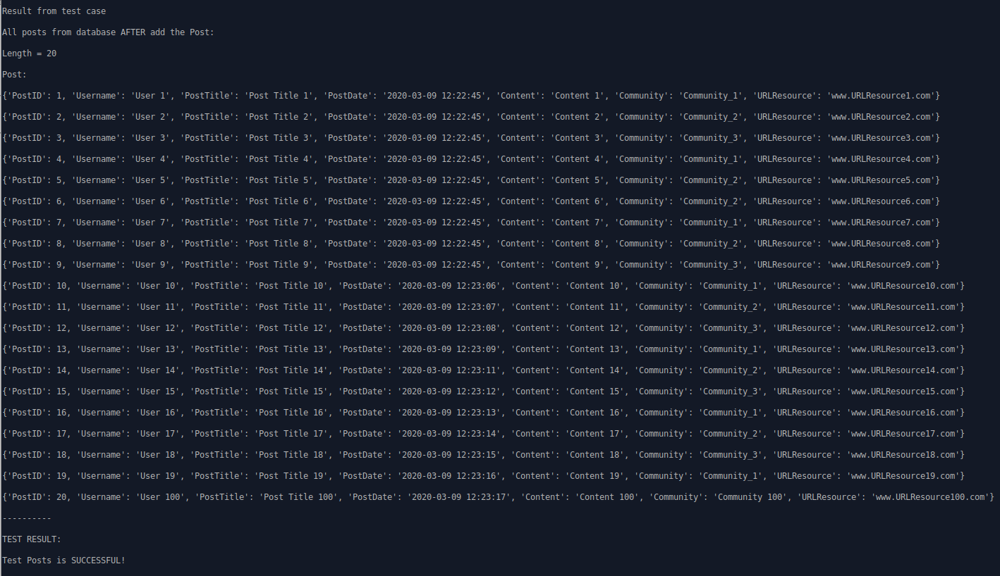 Result from test case
All posts from database AFTER add the Post:
Length = 20
Post:
{'PostID': 1, 'Username': 'User 1', 'PostTitle': 'Post Title 1', 'PostDate': '2020-03-09 12:22:45', 'Content': 'Content 1', 'Community': 'Community_1', 'URLResource': 'www.URLResource1.com'}
{'PostID': 2, 'Username': 'User 2', 'PostTitle': 'Post Title 2', 'PostDate': '2020-03-09 12:22:45', 'Content': 'Content 2', 'Community': 'Community_2', 'URLResource': 'www.URLResource2.com'}
{'PostID': 3, 'Username': 'User 3', 'PostTitle': 'Post Title 3', 'PostDate': '2020-03-09 12:22:45', 'Content': 'Content 3', 'Community': 'Community_3', 'URLResource': 'www.URLResource3.com'}
{'PostID': 4, 'Username': 'User 4', 'PostTitle': 'Post Title 4', 'PostDate': '2020-03-09 12:22:45', 'Content': 'Content 4', 'Community': 'Community_1', 'URLResource': 'www.URLResource4.com'}
{'PostID': 5, 'Username': 'User 5', 'PostTitle': 'Post Title 5', 'PostDate': '2020-03-09 12:22:45', 'Content': 'Content 5', 'Community': 'Community_2', 'URLResource': 'www.URLResource5.com'}
{'PostID': 6, 'Username': 'User 6', 'PostTitle': 'Post Title 6', 'PostDate': '2020-03-09 12:22:45', 'Content': 'Content 6', 'Community': 'Community_2', 'URLResource': 'www.URLResource6.com'}
{'PostID': 7, 'Username': 'User 7', 'PostTitle': 'Post Title 7', 'PostDate': '2020-03-09 12:22:45', 'Content': 'Content 7', 'Community': 'Community_1', 'URLResource': 'www.URLResource7.com'}
{'PostID': 8, 'Username': 'User 8', 'PostTitle': 'Post Title 8', 'PostDate': '2020-03-09 12:22:45', 'Content': 'Content 8', 'Community': 'Community_2', 'URLResource': 'www.URLResource8.com'}
{'PostID': 9, 'Username': 'User 9', 'PostTitle': 'Post Title 9', 'PostDate': '2020-03-09 12:22:45', 'Content': 'Content 9', 'Community': 'Community_3', 'URLResource': 'www.URLResource9.com'}
{'PostID': 10, 'Username': 'User 10', 'PostTitle': 'Post Title 10', 'PostDate': '2020-03-09 12:23:06', 'Content': 'Content 10', 'Community': 'Community_1', 'URLResource': 'www.URLResource10.com'}
{'PostID': 11, 'Username': 'User 11', 'PostTitle': 'Post Title 11', 'PostDate': '2020-03-09 12:23:07', 'Content': 'Content 11', 'Community': 'Community_2', 'URLResource': 'www.URLResource11.com'}
{'PostID': 12, 'Username': 'User 12', 'PostTitle': 'Post Title 12', 'PostDate': '2020-03-09 12:23:08', 'Content': 'Content 12', 'Community': 'Community_3', 'URLResource': 'www.URLResource12.com'}
{'PostID': 13, 'Username': 'User 13', 'PostTitle': 'Post Title 13', 'PostDate': '2020-03-09 12:23:09', 'Content': 'Content 13', 'Community': 'Community_1', 'URLResource': 'www.URLResource13.com'}
{'PostID': 14, 'Username': 'User 14', 'PostTitle': 'Post Title 14', 'PostDate': '2020-03-09 12:23:11', 'Content': 'Content 14', 'Community': 'Community_2', 'URLResource': 'www.URLResource14.com'}
{'PostID': 15, 'Username': 'User 15', 'PostTitle': 'Post Title 15', 'PostDate': '2020-03-09 12:23:12', 'Content': 'Content 15', 'Community': 'Community_3', 'URLResource': 'www.URLResource15.com'}
{'PostID': 16, 'Username': 'User 16', 'PostTitle': 'Post Title 16', 'PostDate': '2020-03-09 12:23:13', 'Content': 'Content 16', 'Community': 'Community_1', 'URLResource': 'www.URLResource16.com'}
{'PostID': 17, 'Username': 'User 17', 'PostTitle': 'Post Title 17', 'PostDate': '2020-03-09 12:23:14', 'Content': 'Content 17', 'Community': 'Community_2', 'URLResource': 'www.URLResource17.com'}
{'PostID': 18, 'Username': 'User 18', 'PostTitle': 'Post Title 18', 'PostDate': '2020-03-09 12:23:15', 'Content': 'Content 18', 'Community': 'Community_3', 'URLResource': 'www.URLResource18.com'}
{'PostID': 19, 'Username': 'User 19', 'PostTitle': 'Post Title 19', 'PostDate': '2020-03-09 12:23:16', 'Content': 'Content 19', 'Community': 'Community_1', 'URLResource': 'www.URLResource19.com'}
{'PostID': 20, 'Username': 'User 100', 'PostTitle': 'Post Title 100', 'PostDate': '2020-03-09 12:23:17', 'Content': 'Content 100', 'Community': 'Community 100', 'URLResource': 'www.URLResource100.com'}
----------
TEST RESULT:
Test Posts is SUCCESSFUL!